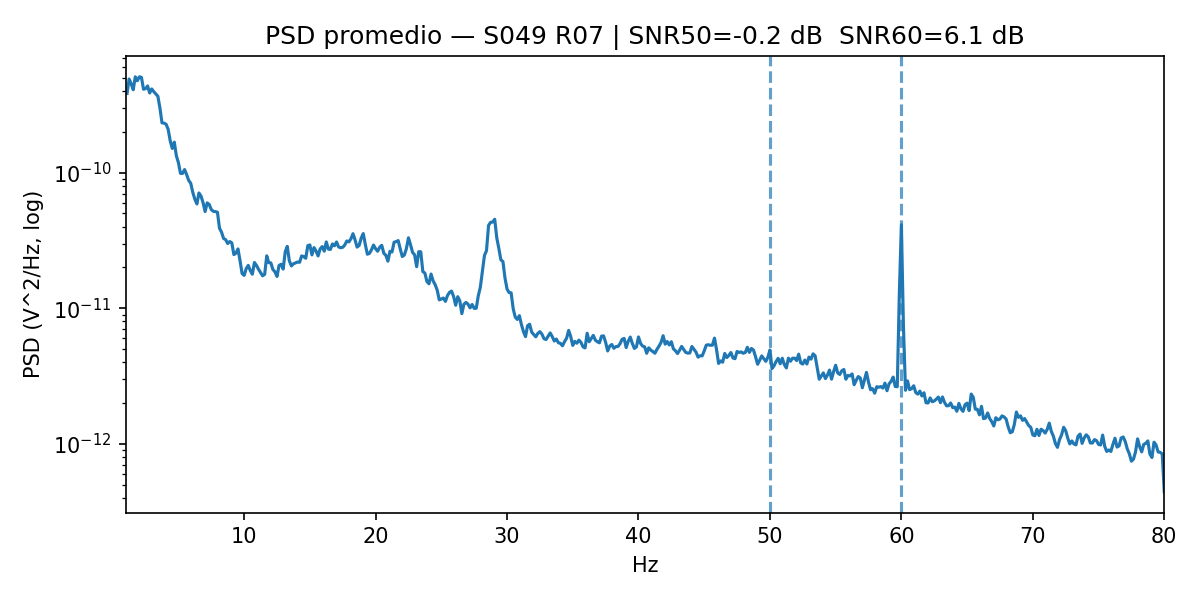 PSD promedio — S049 R07 | SNR50=-0.2 dB  SNR60=6.1 dB
PSD (V^2/Hz, log)
10⁻¹⁰
10⁻¹¹
10⁻¹²
10 20 30 40 50 60 70 80
Hz